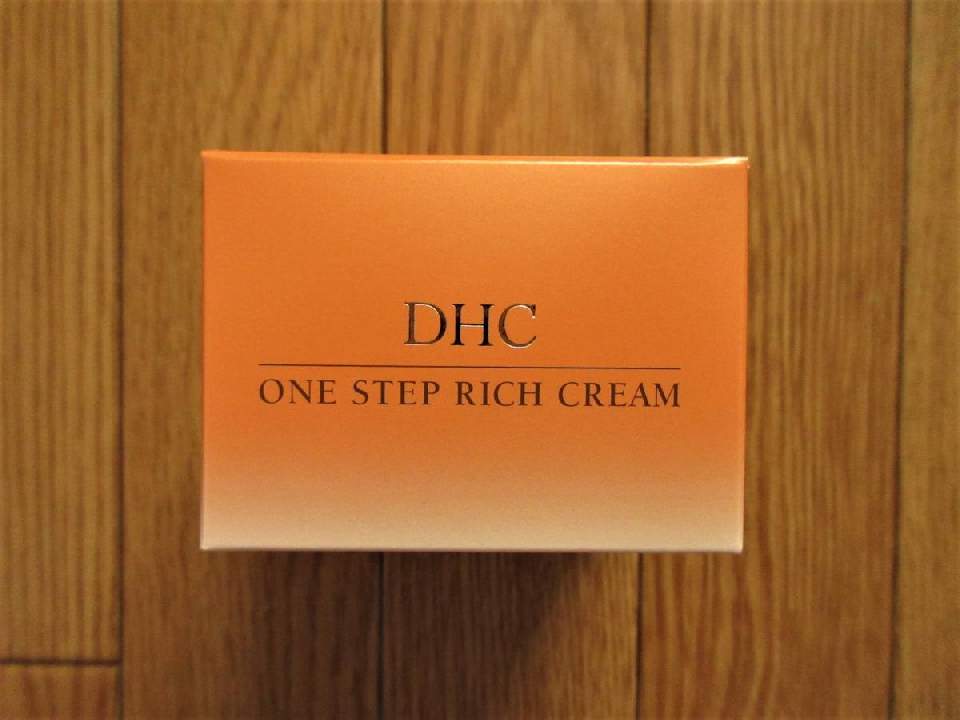 DHC
ONE STEP RICH CREAM